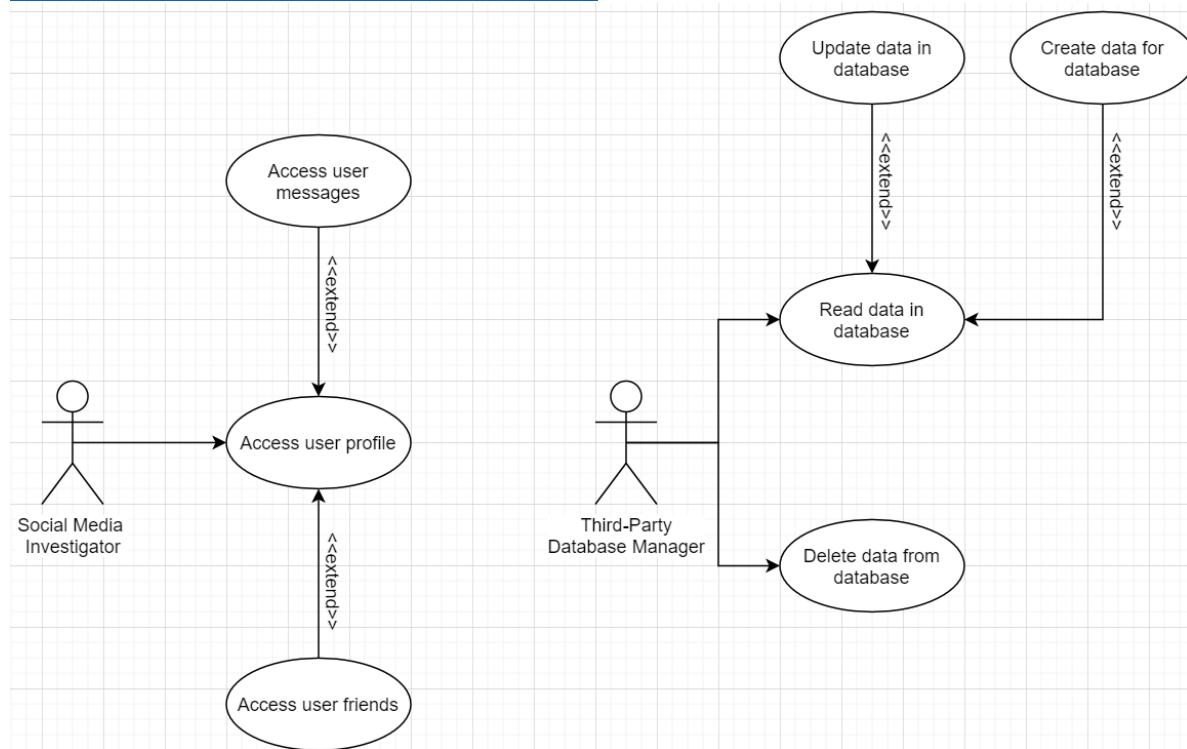 Update data in
database
Create data for
database
<<extend>>
<<extend>>
Access user
messages
<<extend>>
Read data in
database
Access user profile
Social Media
Investigator
Third-Party
Database Manager
<<extend>>
Delete data from
database
Access user friends